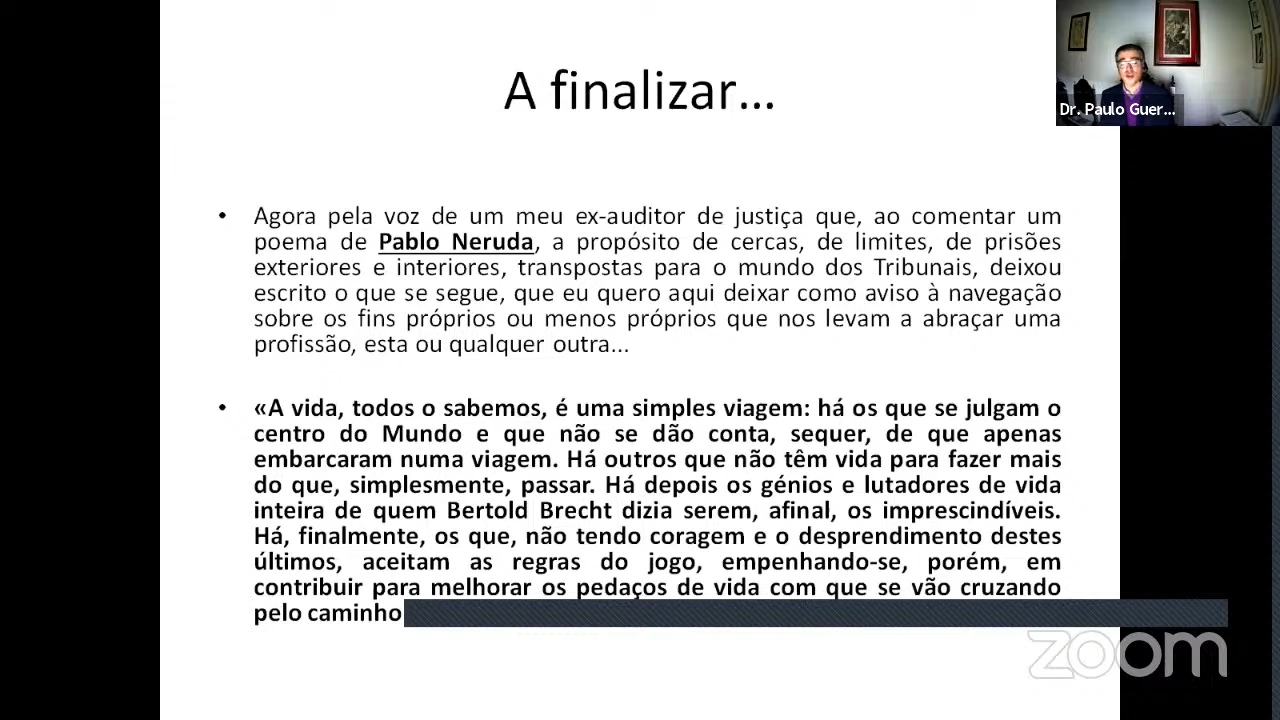 A finalizar...
Dr. Paulo Guer...
• Agora pela voz de um meu ex-auditor de justiça que, ao comentar um
poema de Pablo Neruda, a propósito de cercas, de limites, de prisões
exteriores e interiores, transpostas para o mundo dos Tribunais, deixou
escrito o que se segue, que eu quero aqui deixar como aviso à navegação
sobre os fins próprios ou menos próprios que nos levam a abraçar uma
profissão, esta ou qualquer outra...
• «A vida, todos o sabemos, é uma simples viagem: há os que se julgam o
centro do Mundo e que não se dão conta, sequer, de que apenas
embarcaram numa viagem. Há outros que não têm vida para fazer mais
do que, simplesmente, passar. Há depois os génios e lutadores de vida
inteira de quem Bertold Brecht dizia serem, afinal, os imprescindíveis.
Há, finalmente, os que, não tendo coragem e o desprendimento destes
últimos, aceitam as regras do jogo, empenhando-se, porém, em
contribuir para melhorar os pedaços de vida com que se vão cruzando
pelo caminho
zoom